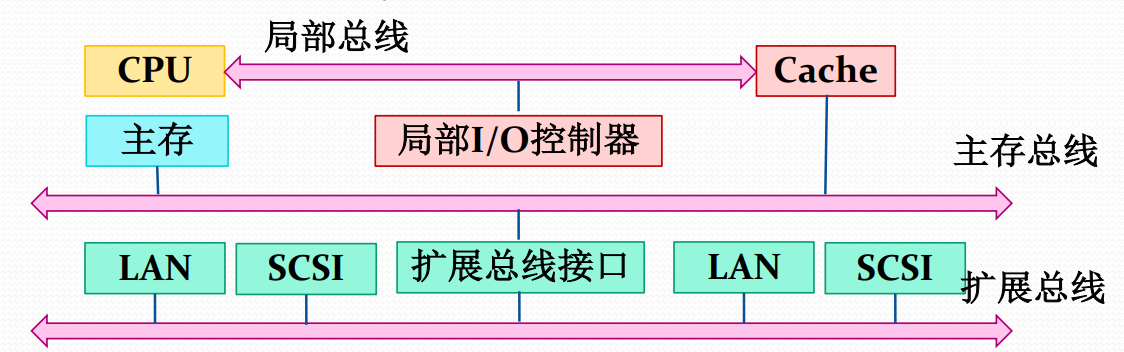 局部总线
CPU
Cache
主存
局部I/O控制器
主存总线
LAN
SCSI
扩展总线接口
LAN
SCSI
扩展总线